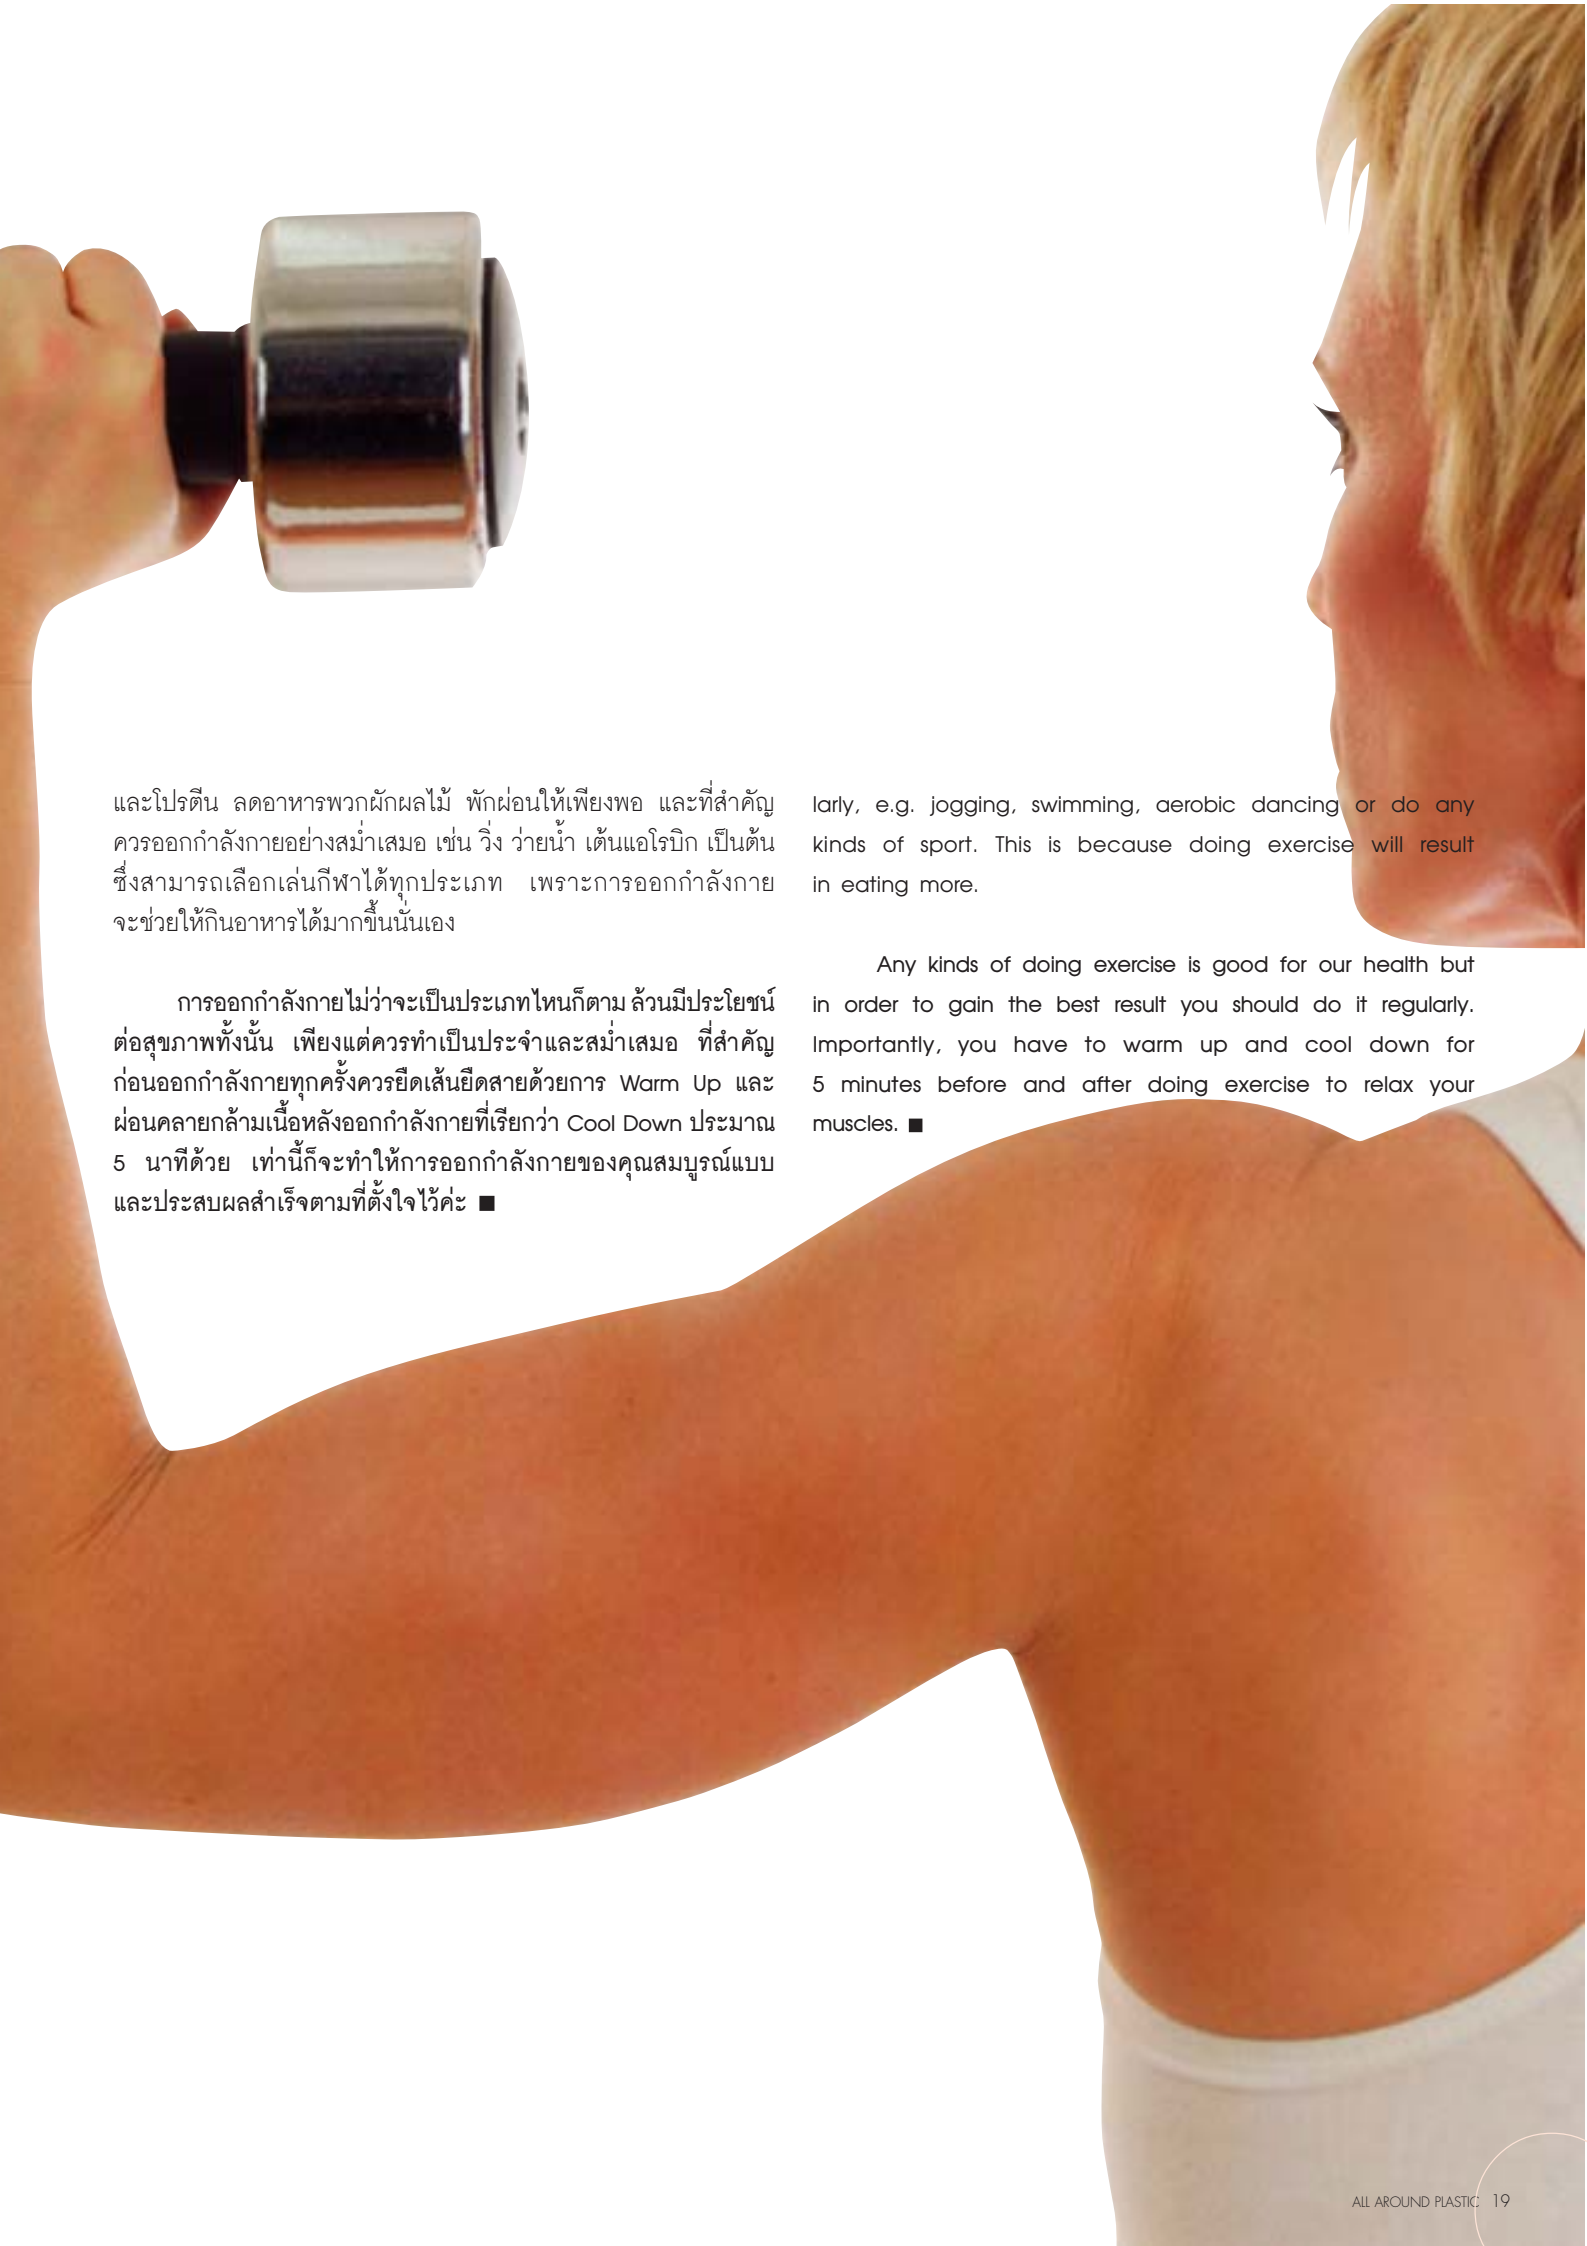 และโปรตีน ลดอาหารพวกผักผลไม้ พักผ่อนให้เพียงพอ และที่สำคัญ
ควรออกกำลังกายอย่างสม่ำเสมอ เช่น วิ่ง ว่ายน้ำ เต้นแอโรบิก เป็นต้น
ซึ่งสามารถเลือกเล่นกีฬาได้ทุกประเภท เพราะการออกกำลังกาย
จะช่วยให้กินอาหารได้มากขึ้นนั่นเอง
การออกกำลังกายไม่ว่าจะเป็นประเภทไหนก็ตาม ล้วนมีประโยชน์
ต่อสุขภาพทั้งนั้น เพียงแต่ควรทำเป็นประจำและสม่ำเสมอ ที่สำคัญ
ก่อนออกกำลังกายทุกครั้งควรยืดเส้นยืดสายด้วยการ Warm Up และ
ผ่อนคลายกล้ามเนื้อหลังออกกำลังกายที่เรียกว่า Cool Down ประมาณ
5 นาทีด้วย เท่านี้ก็จะทำให้การออกกำลังกายของคุณสมบูรณ์แบบ
และประสบผลสำเร็จตามที่ตั้งใจไว้ค่ะ ■
larly, e.g. jogging, swimming, aerobic dancing or do any
kinds of sport. This is because doing exercise will result
in eating more.
Any kinds of doing exercise is good for our health but
in order to gain the best result you should do it regularly.
Importantly, you have to warm up and cool down for
5 minutes before and after doing exercise to relax your
muscles. ■
ALL AROUND PLASTIC 19